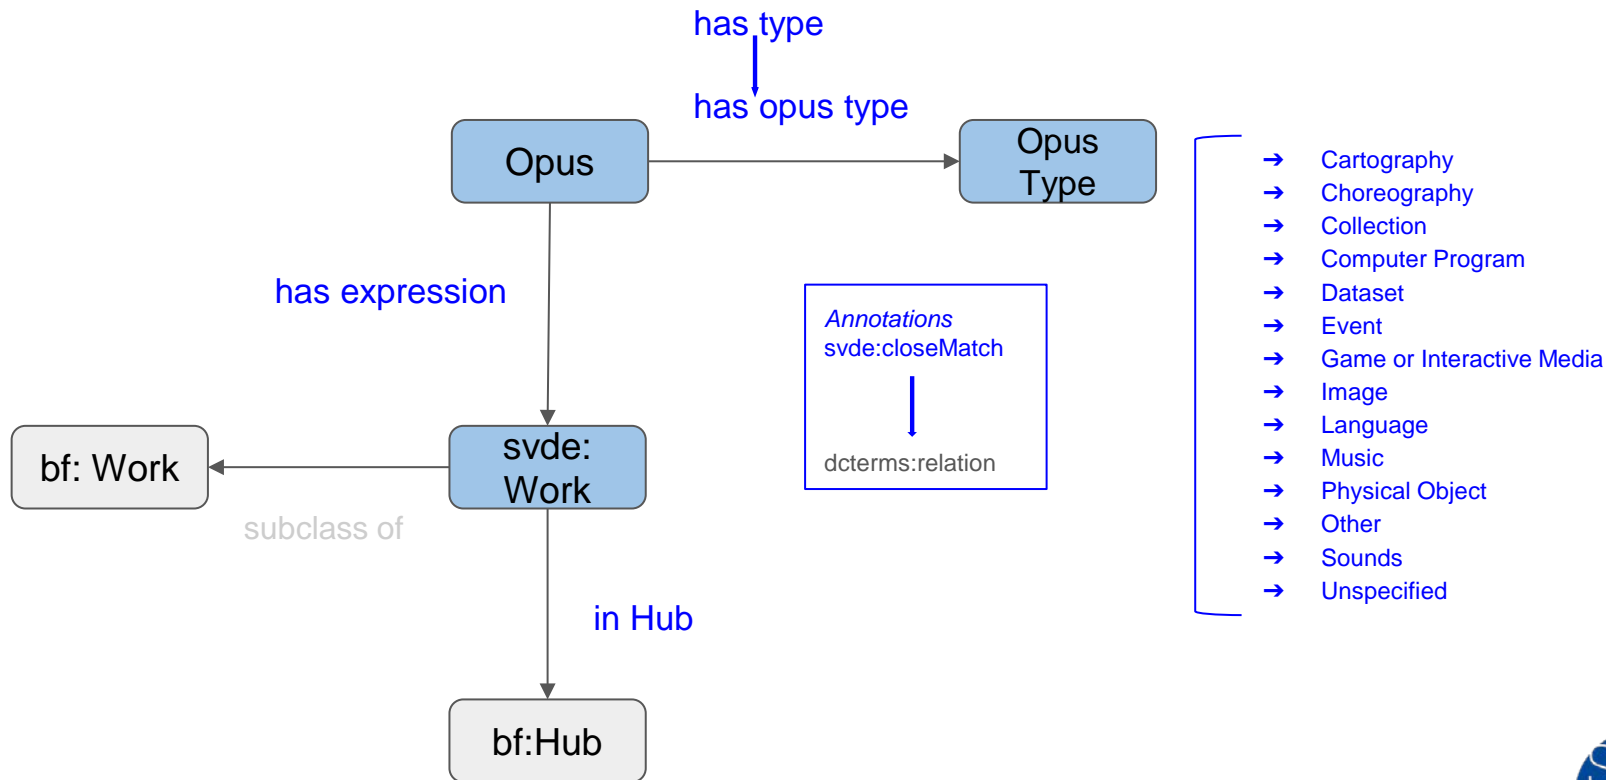 has type
has opus type
Opus
Opus
Type
has expression
Annotations
svde:closeMatch
dcterms:relation
bf: Work
svde:
Work
subclass of
in Hub
bf:Hub
➔ Cartography
➔ Choreography
➔ Collection
➔ Computer Program
➔ Dataset
➔ Event
➔ Game or Interactive Media
➔ Image
➔ Language
➔ Music
➔ Physical Object
➔ Other
➔ Sounds
➔ Unspecified